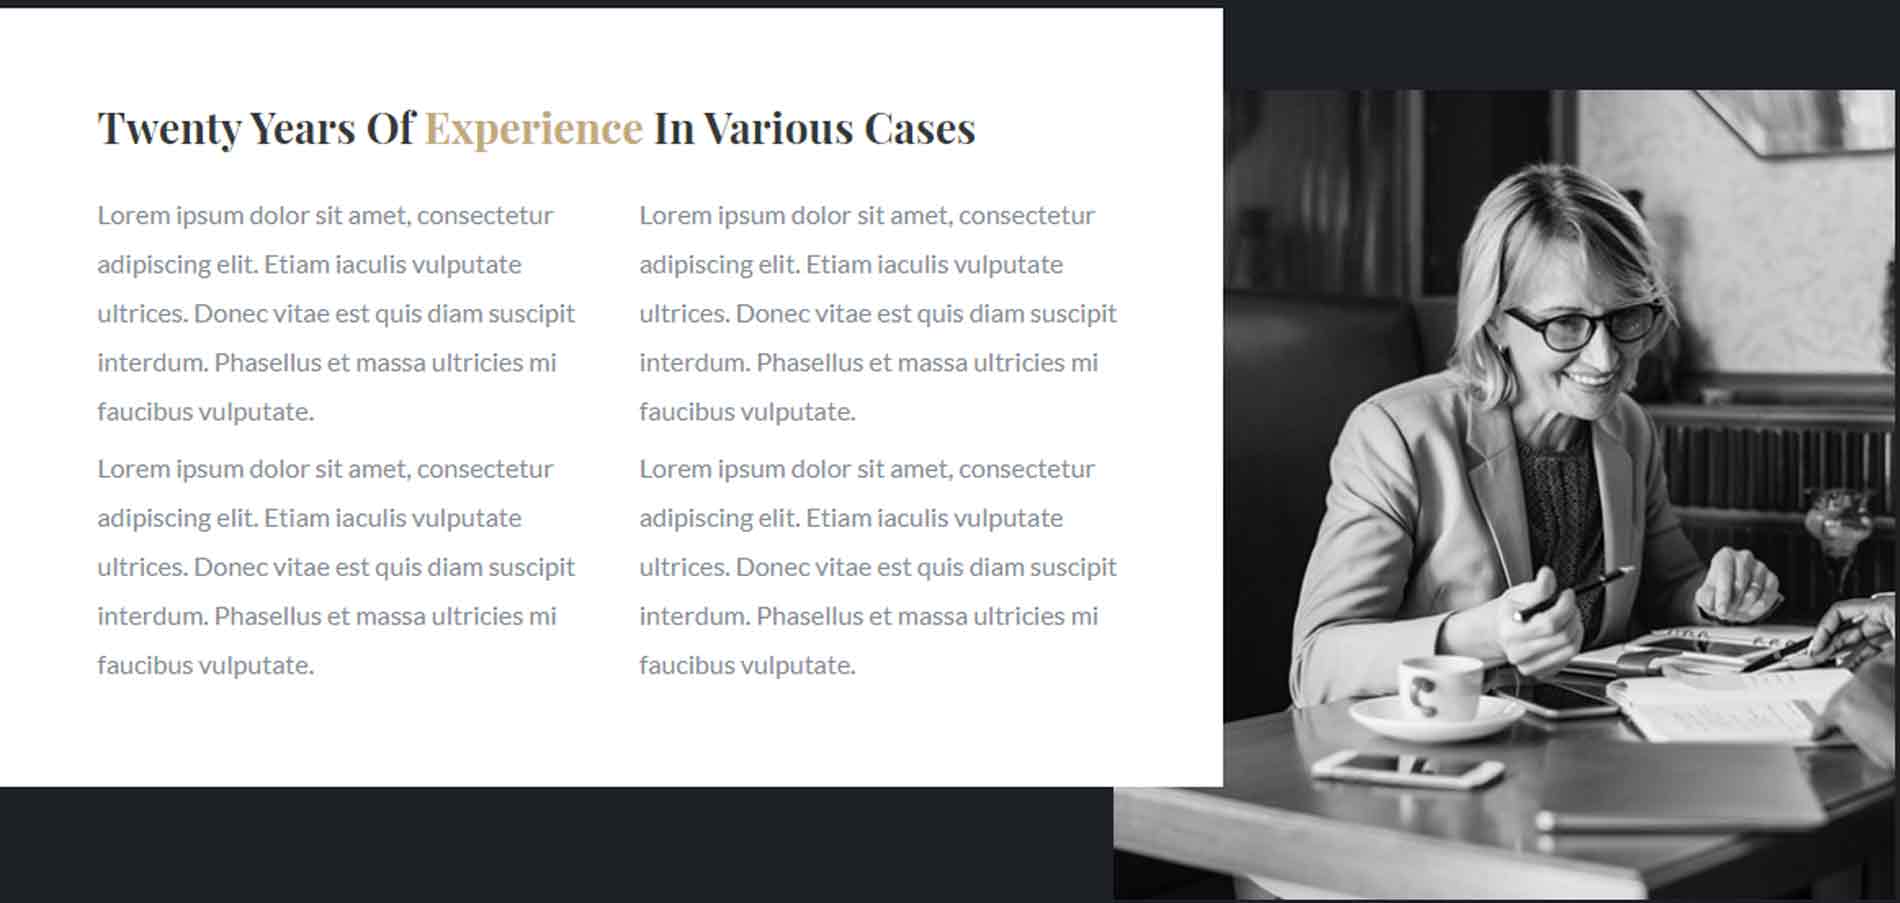 Twenty Years Of Experience In Various Cases
Lorem ipsum dolor sit amet, consectetur
adipiscing elit. Etiam iaculis vulputate
ultrices. Donec vitae est quis diam suscipit
interdum. Phasellus et massa ultricies mi
faucibus vulputate.
Lorem ipsum dolor sit amet, consectetur
adipiscing elit. Etiam iaculis vulputate
ultrices. Donec vitae est quis diam suscipit
interdum. Phasellus et massa ultricies mi
faucibus vulputate.
Lorem ipsum dolor sit amet, consectetur
adipiscing elit. Etiam iaculis vulputate
ultrices. Donec vitae est quis diam suscipit
interdum. Phasellus et massa ultricies mi
faucibus vulputate.
Lorem ipsum dolor sit amet, consectetur
adipiscing elit. Etiam iaculis vulputate
ultrices. Donec vitae est quis diam suscipit
interdum. Phasellus et massa ultricies mi
faucibus vulputate.